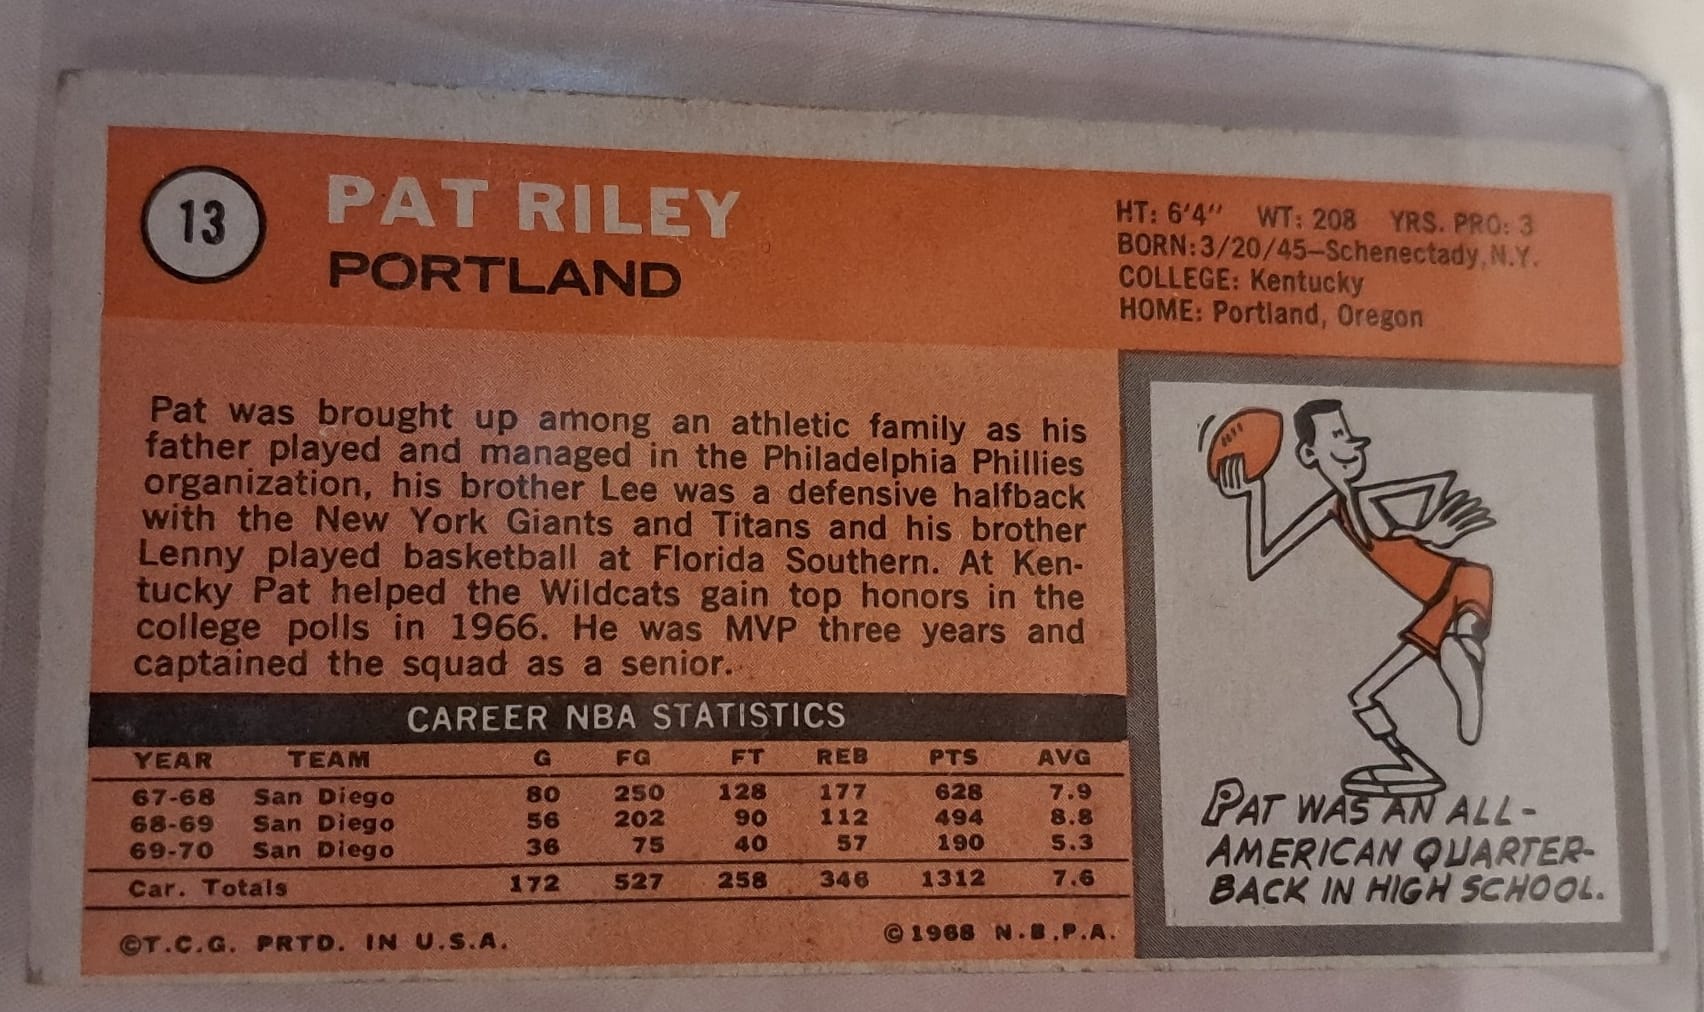 13
PAT RILEY
PORTLAND
HT: 6'4" WT: 208 YRS. PRO: 3
BORN: 3/20/45—Schenectady, N.Y.
COLLEGE: Kentucky
HOME: Portland, Oregon
Pat was brought up among an athletic family as his
father played and managed in the Philadelphia Phillies
organization, his brother Lee was a defensive halfback
with the New York Giants and Titans and his brother
Lenny played basketball at Florida Southern. At Ken-
tucky Pat helped the Wildcats gain top honors in the
college polls in 1966. He was MVP three years and
captained the squad as a senior.
CAREER NBA STATISTICS
YEAR TEAM G FG FT REB PTS AVG
67-68 San Diego 80 250 128 177 628 7.9
68-69 San Diego 56 202 90 112 494 8.8
69-70 San Diego 36 75 40 57 190 5.3
Car. Totals 172 527 258 346 1312 7.6
©T.C.G. PRTD. IN U.S.A.
©1968 N.B.P.A.
PAT WAS AN ALL-
AMERICAN QUARTER-
BACK IN HIGH SCHOOL.